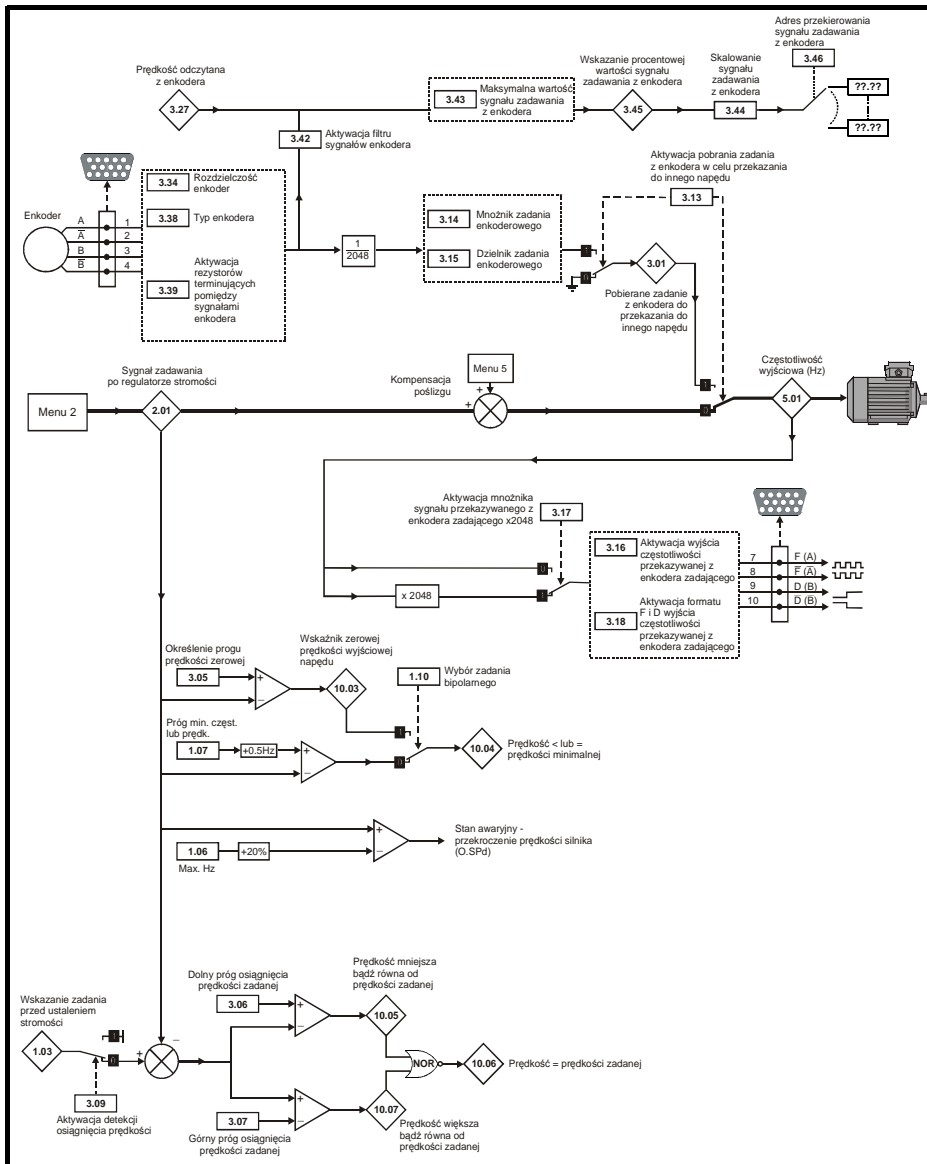 Adres przekierowania
sygnału zadawania
z enkodera
3.46
??.??
??.??
Prędkość odczytana
z enkodera
3.27
3.43
Maksymalna wartość
sygnału zadawania
z enkodera
Wskazanie procentowej
wartości sygnału
zadawania z enkodera
3.45
Skalowanie
sygnału
zadawania
z enkodera
3.44
3.42
Aktywacja filtru
sygnałów enkodera
Enkoder
A
A
B
B
1
2
3
4
3.34
Rozdzielczość
enkoder
3.38
Typ enkodera
3.39
Aktywacja
rezystorów
terminujących
pomiędzy
sygnałami
enkodera
1
2048
3.14
Mnożnik zadania
enkoderowego
3.15
Dzielnik zadania
enkoderowego
Aktywacja pobrania zadania
z enkodera w celu przekazania
do innego napędu
3.13
1
0
3.01
Pobierane zadanie
z enkodera do
przekazania do
innego napędu
Sygnał zadawania
po regulatorze stromości
Menu 2
2.01
Kompensacja
poślizgu
Menu 5
+
+
1
0
Częstotliwość
wyjściowa (Hz)
5.01
Aktywacja mnożnika
sygnału przekazywanego z
enkodera zadającego x2048
3.17
0
1
x 2048
3.16
Aktywacja wyjścia
częstotliwości
przekazywanej z
enkodera zadającego
3.18
Aktywacja formatu
F i D wyjścia
częstotliwości
przekazywanej z
enkodera zadającego
7
8
9
10
F (A)
F (A)
D (B)
D (B)
Określenie progu
prędkości zerowej
3.05
+
−
Wskaźnik zerowej
prędkości wyjściowej
napędu
10.03
1.10
Wybór zadania
bipolarnego
Próg min. częst.
lub prędk.
1.07
+0.5Hz
+
−
1
0
10.04
Prędkość < lub =
prędkości minimalnej
1.06
Max. Hz
+20%
+
−
Stan awaryjny -
przekroczenie prędkości silnika
(O.SPd)
Wskazanie zadania
przed ustaleniem
stromości
1.03
1
0
+
−
3.09
Aktywacja detekcji
osiągnięcia prędkości
Dolny próg osiągnięcia
prędkości zadanej
3.06
+
−
Prędkość mniejsza
bądź równa od
prędkości zadanej
10.05
NOR
10.06
Prędkość = prędkości zadanej
3.07
+
−
Górny próg osiągnięcia
prędkości zadanej
10.07
Prędkość większa
bądź równa od
prędkości zadanej